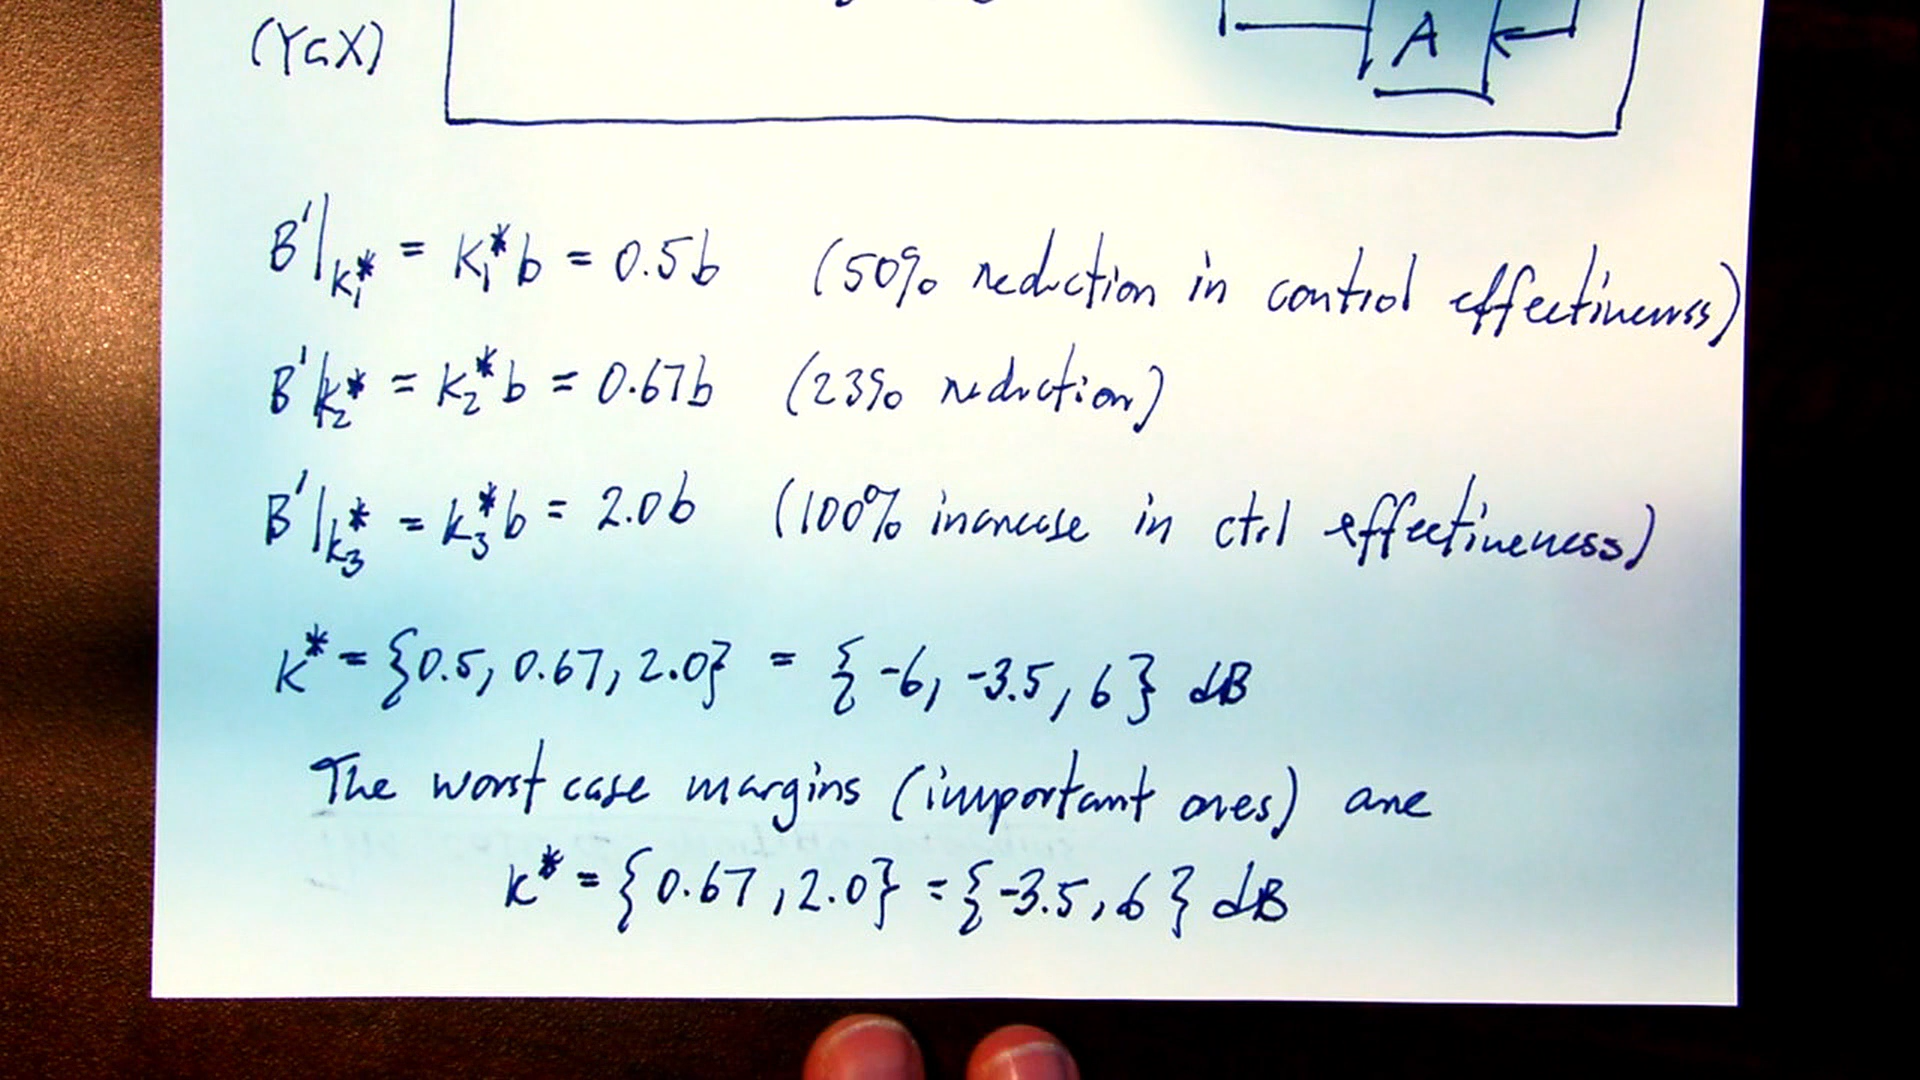 (Y⊆X)
A
B'|k₁* = k₁*b = 0.5b (50% reduction in control effectiveness)
B'|k₂* = k₂*b = 0.67b (23% reduction)
B'|k₃* = k₃*b = 2.0b (100% increase in ctrl effectiveness)
k* = {0.5, 0.67, 2.0} = {-6, -3.5, 6} dB
The worst case margins (important ones) are
k* = {0.67, 2.0} = {-3.5, 6} dB